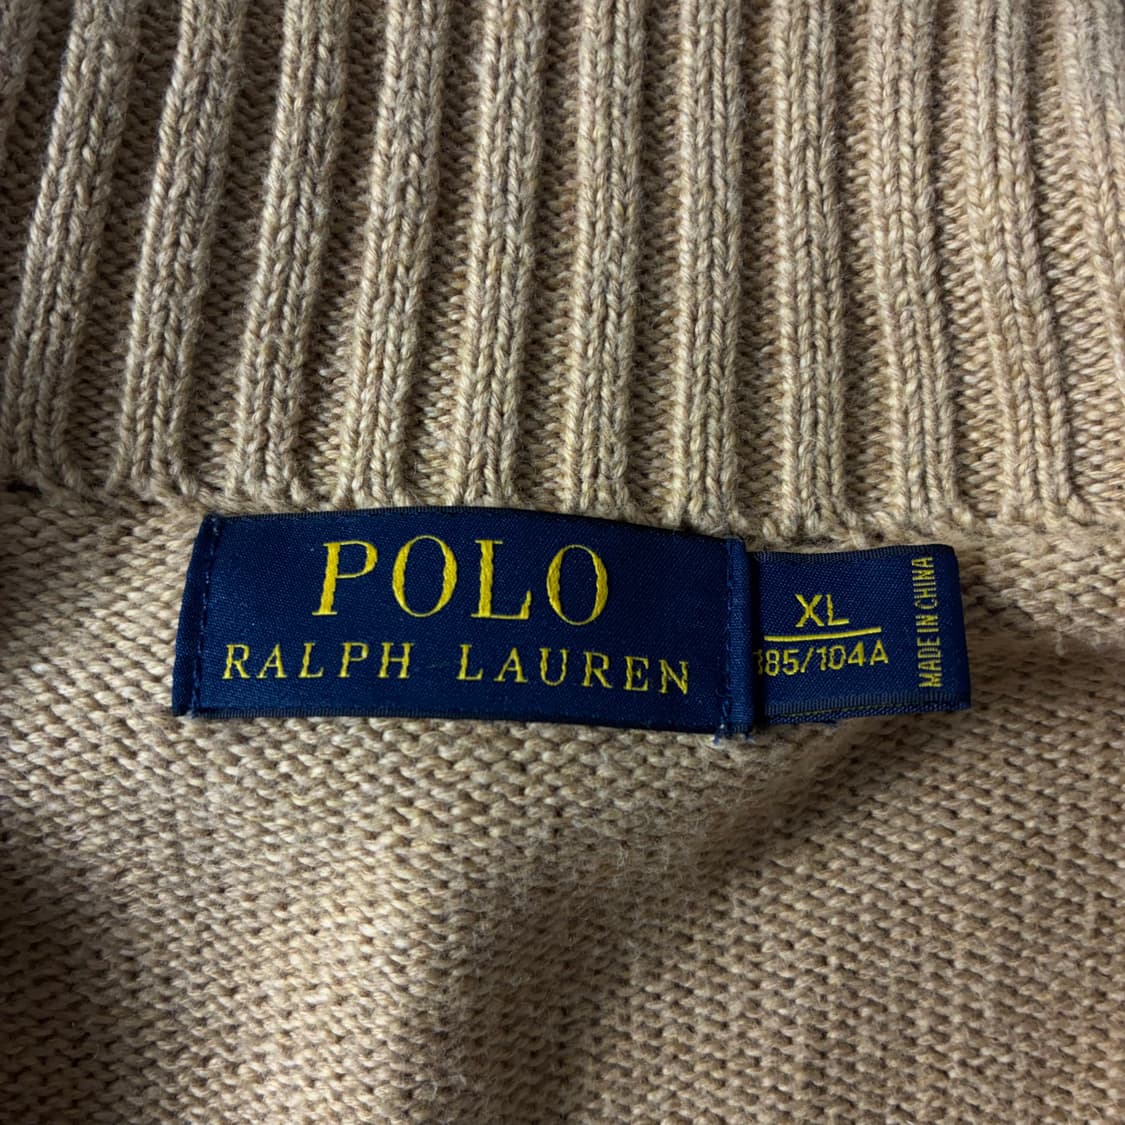 POLO
RALPH LAUREN
XL
185/104A
MADE IN CHINA